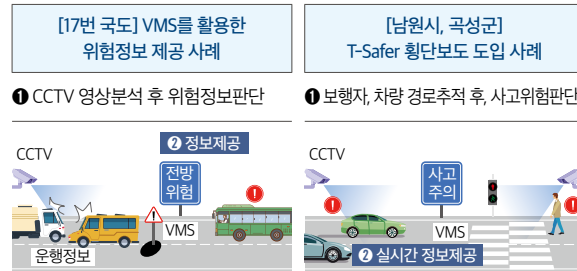 [17번 국도] VMS를 활용한
위험정보 제공 사례
❶ CCTV 영상분석 후 위험정보판단
CCTV
❷ 정보제공
전방
위험
!
!
VMS
운행정보
[남원시, 곡성군]
T-Safer 횡단보도 도입 사례
❶ 보행자, 차량 경로추적 후, 사고위험판단
CCTV
사고
주의
!
!
VMS
❷ 실시간 정보제공